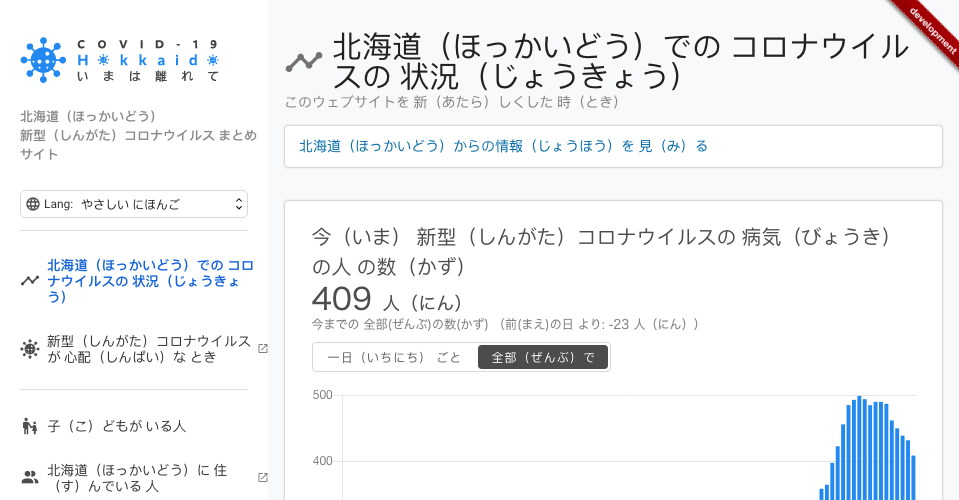 COVID-19
Hokkaido
いまは離れて
北海道（ほっかいどう）
新型（しんがた）コロナウイルス まとめ
サイト
Lang: やさしい にほんご
北海道（ほっかいどう）での コロ
ナウイルスの 状況（じょうきょ
う）
新型（しんがた）コロナウイルス
が 心配（しんぱい）な とき
子（こ）どもが いる人
北海道（ほっかいどう）に 住
（す）んでいる 人
development
北海道（ほっかいどう）での コロナウイル
スの 状況（じょうきょう）
このウェブサイトを 新（あたら）しくした 時（とき）
北海道（ほっかいどう）からの情報（じょうほう）を 見（み）る
今（いま） 新型（しんがた）コロナウイルスの 病気（びょうき）
の人 の数（かず）
409 人（にん）
今までの 全部(ぜんぶ)の数(かず) （前(まえ)の日 より: -23 人（にん））
一日（いちにち） ごと
全部（ぜんぶ）で
500
400